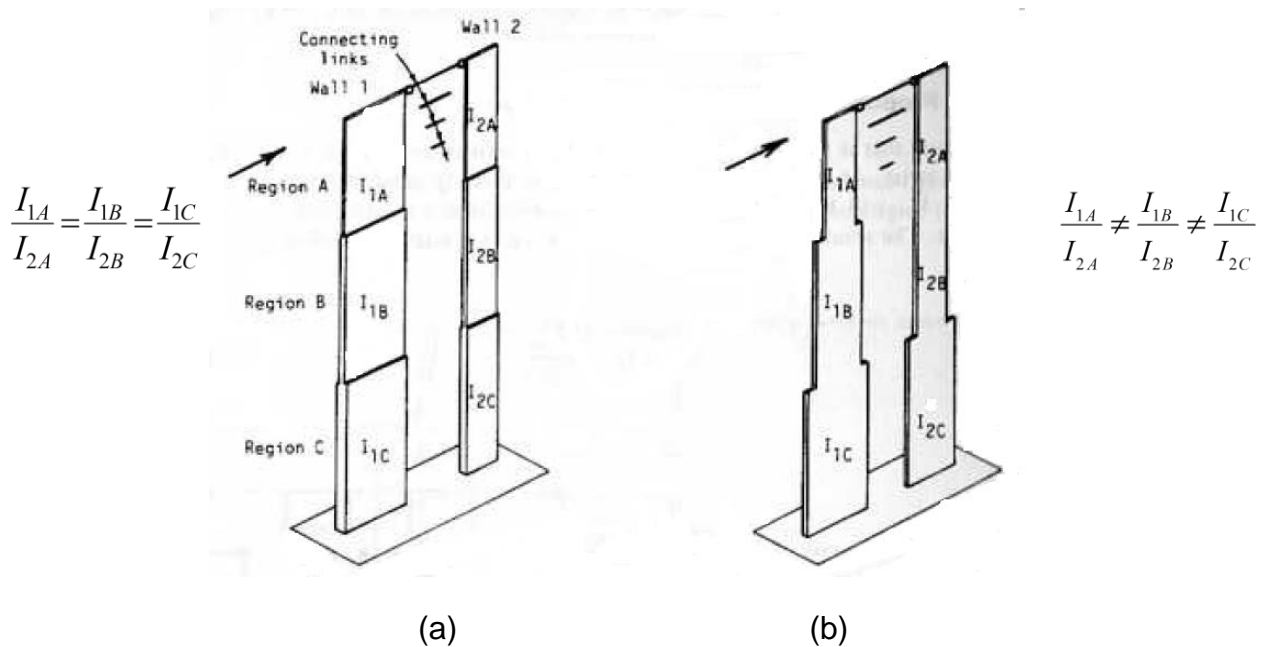 Wall 2
Connecting
links
Wall 1
I2A
Region A
I1A
I2B
Region B
I1B
I2C
Region C
I1C
I1A/I2A = I1B/I2B = I1C/I2C
(a)
I2A
I1A
I2B
I1B
I2C
I1C
I1A/I2A ≠ I1B/I2B ≠ I1C/I2C
(b)